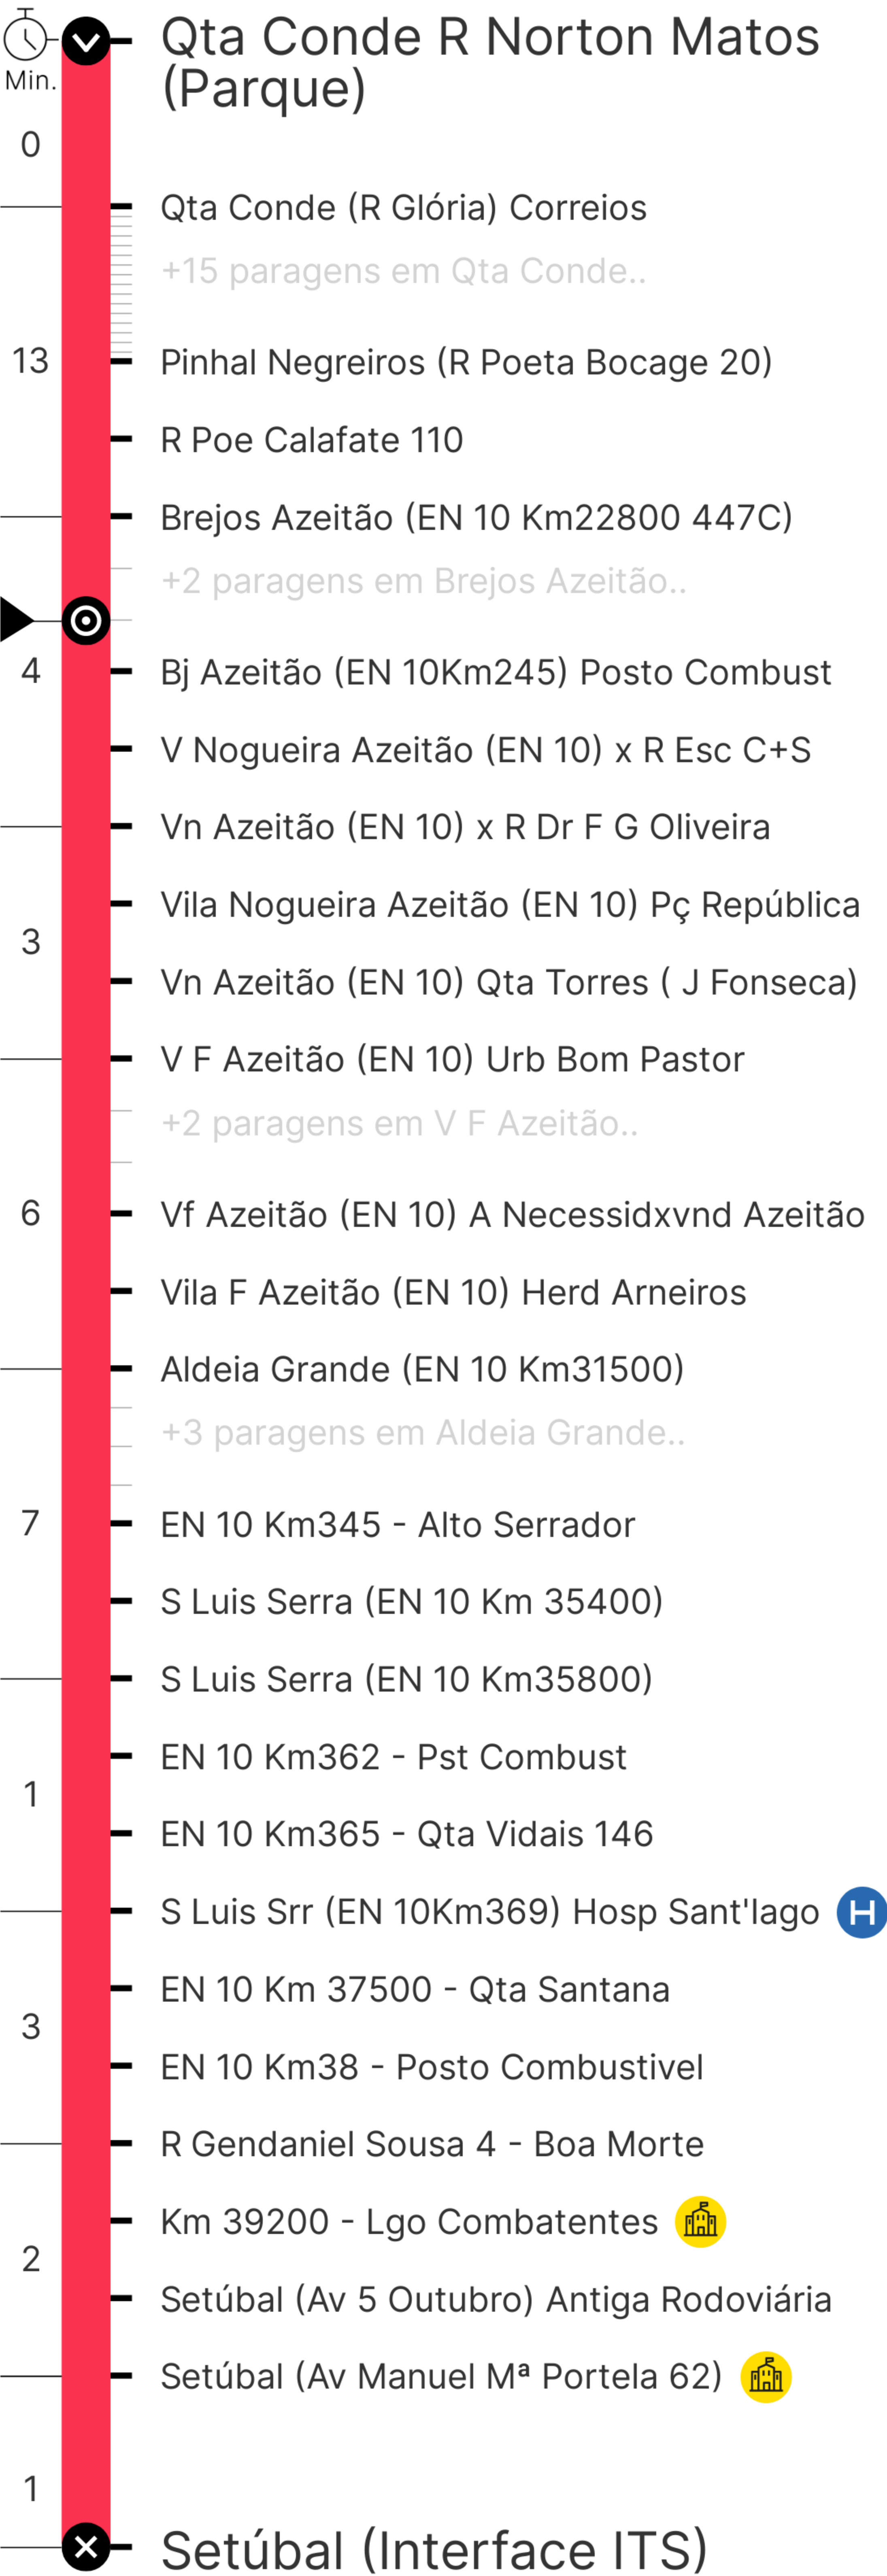 Qta Conde R Norton Matos
(Parque)
Min.
0
Qta Conde (R Glória) Correios
+15 paragens em Qta Conde..
13
Pinhal Negreiros (R Poeta Bocage 20)
R Poe Calafate 110
Brejos Azeitão (EN 10 Km22800 447C)
+2 paragens em Brejos Azeitão..
4
Bj Azeitão (EN 10Km245) Posto Combust
V Nogueira Azeitão (EN 10) x R Esc C+S
Vn Azeitão (EN 10) x R Dr F G Oliveira
Vila Nogueira Azeitão (EN 10) Pç República
3
Vn Azeitão (EN 10) Qta Torres ( J Fonseca)
V F Azeitão (EN 10) Urb Bom Pastor
+2 paragens em V F Azeitão..
6
Vf Azeitão (EN 10) A Necessidxvnd Azeitão
Vila F Azeitão (EN 10) Herd Arneiros
Aldeia Grande (EN 10 Km31500)
+3 paragens em Aldeia Grande..
7
EN 10 Km345 - Alto Serrador
S Luis Serra (EN 10 Km 35400)
S Luis Serra (EN 10 Km35800)
EN 10 Km362 - Pst Combust
1
EN 10 Km365 - Qta Vidais 146
S Luis Srr (EN 10Km369) Hosp Sant'Iago H
EN 10 Km 37500 - Qta Santana
3
EN 10 Km38 - Posto Combustivel
R Gendaniel Sousa 4 - Boa Morte
Km 39200 - Lgo Combatentes
2
Setúbal (Av 5 Outubro) Antiga Rodoviária
Setúbal (Av Manuel Mª Portela 62)
1
Setúbal (Interface ITS)